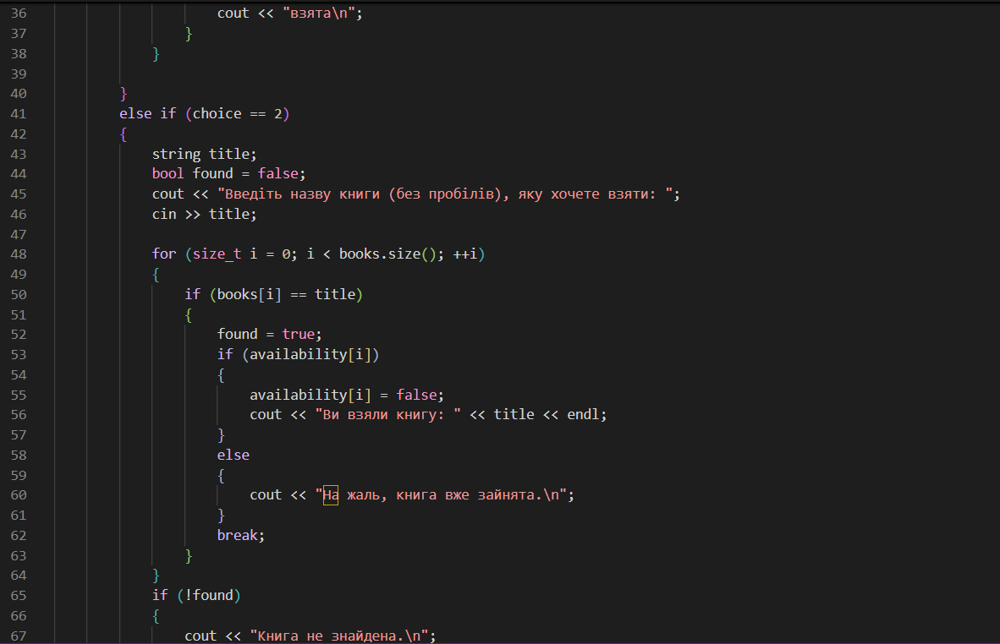 36 cout << "взята\n";
37 }
38 }
39
40 }
41 else if (choice == 2)
42 {
43 string title;
44 bool found = false;
45 cout << "Введіть назву книги (без пробілів), яку хочете взяти: ";
46 cin >> title;
47
48 for (size_t i = 0; i < books.size(); ++i)
49 {
50 if (books[i] == title)
51 {
52 found = true;
53 if (availability[i])
54 {
55 availability[i] = false;
56 cout << "Ви взяли книгу: " << title << endl;
57 }
58 else
59 {
60 cout << "На жаль, книга вже зайнята.\n";
61 }
62 break;
63 }
64 }
65 if (!found)
66 {
67 cout << "Книга не знайдена.\n";